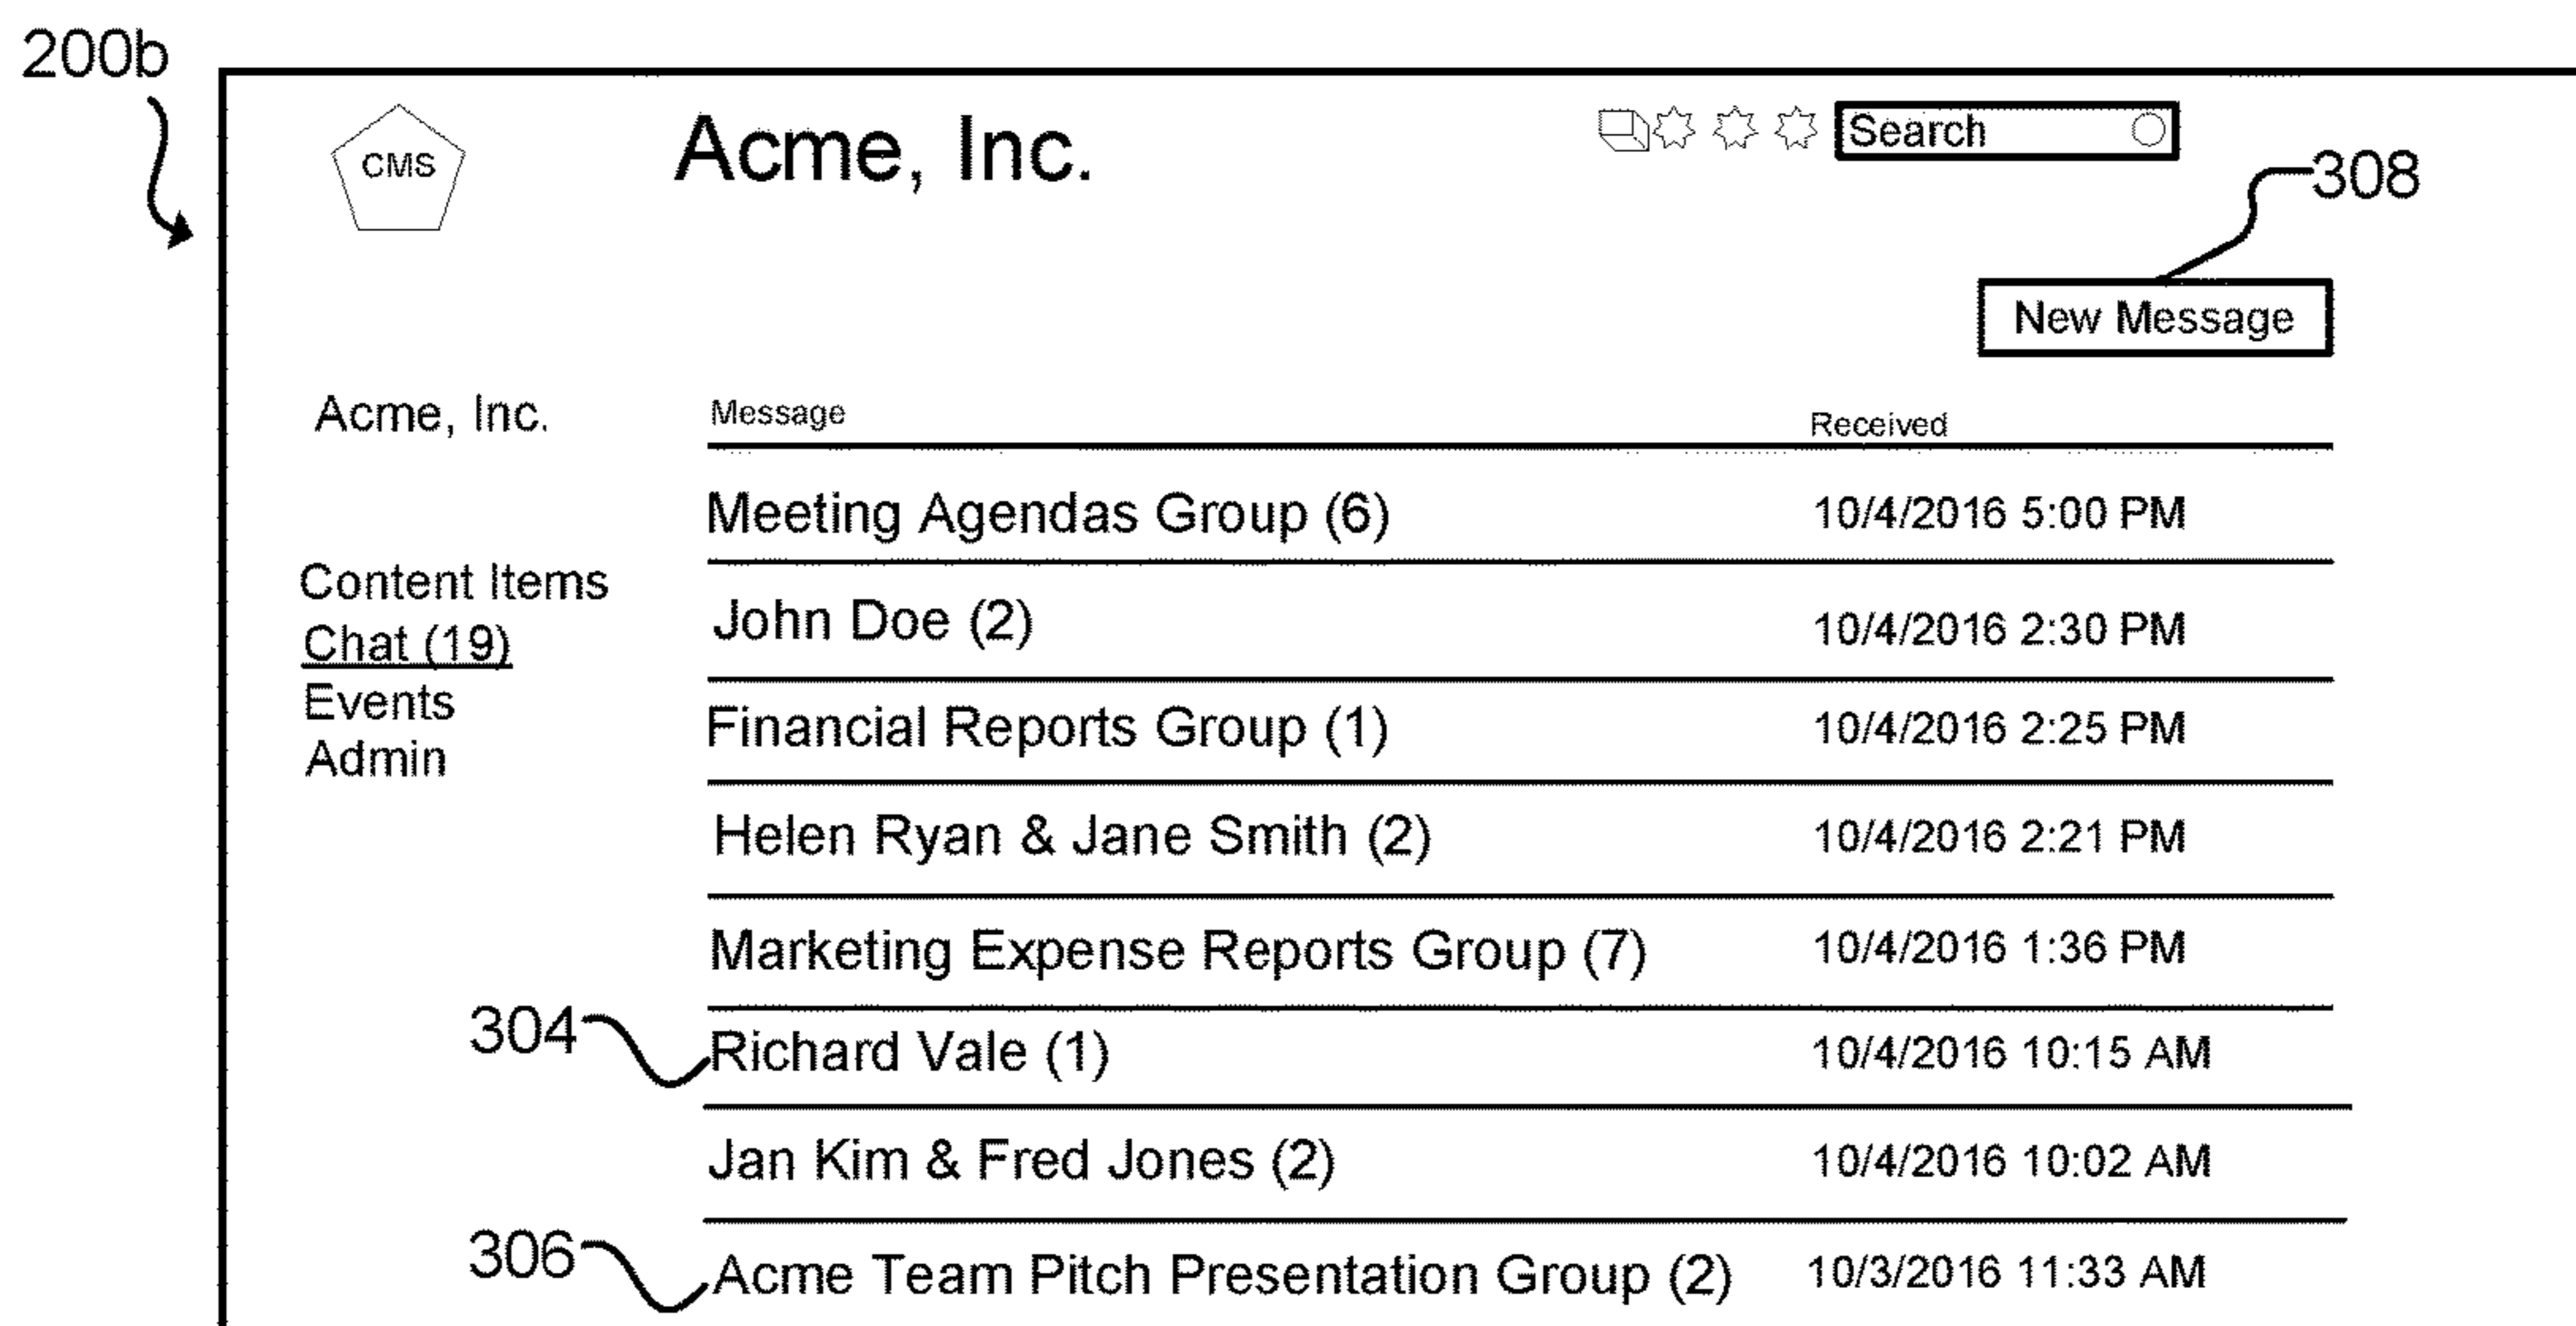 200b
CMS
Acme, Inc.
Search
308
New Message
Acme, Inc.
Message
Received
Meeting Agendas Group (6)
10/4/2016 5:00 PM
Content Items
Chat (19)
Events
Admin
John Doe (2)
10/4/2016 2:30 PM
Financial Reports Group (1)
10/4/2016 2:25 PM
Helen Ryan & Jane Smith (2)
10/4/2016 2:21 PM
Marketing Expense Reports Group (7)
10/4/2016 1:36 PM
304
Richard Vale (1)
10/4/2016 10:15 AM
Jan Kim & Fred Jones (2)
10/4/2016 10:02 AM
306
Acme Team Pitch Presentation Group (2)
10/3/2016 11:33 AM